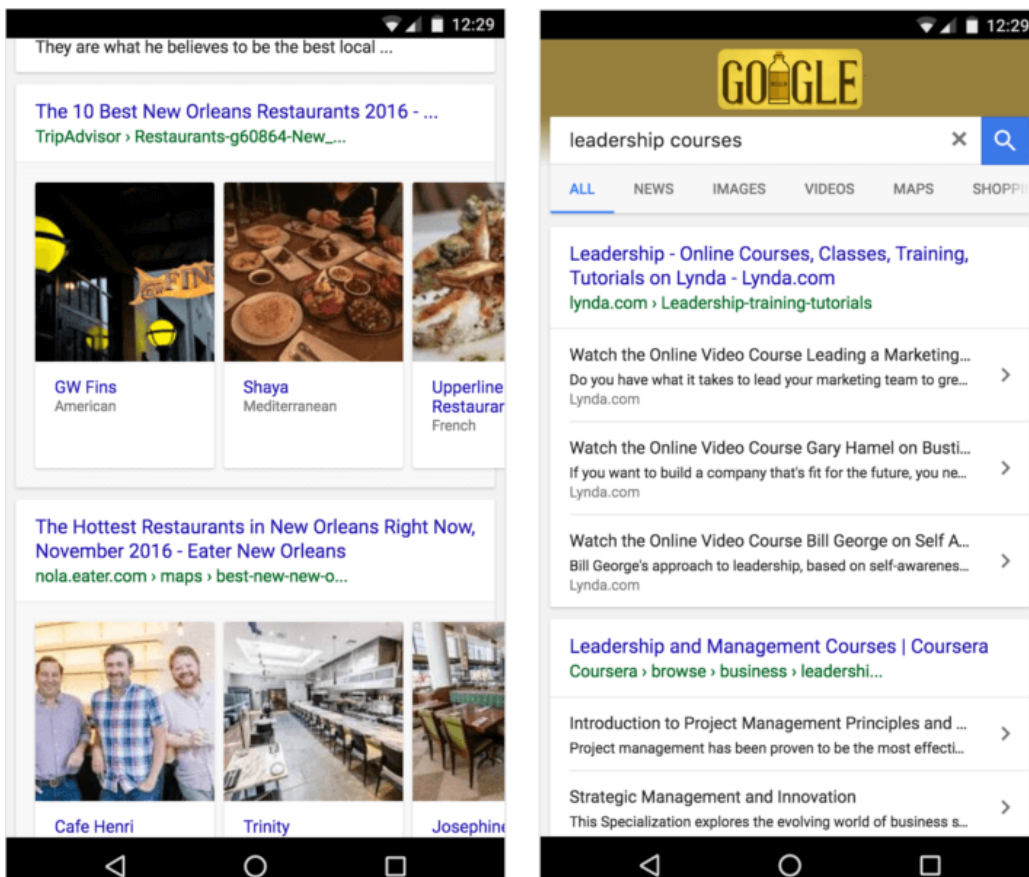 12:29
They are what he believes to be the best local ...
The 10 Best New Orleans Restaurants 2016 - ...
TripAdvisor › Restaurants-g60864-New_...
FIN
GW Fins
American
Shaya
Mediterranean
Upperline
Restauran
French
The Hottest Restaurants in New Orleans Right Now,
November 2016 - Eater New Orleans
nola.eater.com › maps › best-new-new-o...
Cafe Henri
Trinity
Josephine
12:29
GOOGLE
leadership courses
ALL NEWS IMAGES VIDEOS MAPS SHOPPI
Leadership - Online Courses, Classes, Training,
Tutorials on Lynda - Lynda.com
lynda.com › Leadership-training-tutorials
Watch the Online Video Course Leading a Marketing...
Do you have what it takes to lead your marketing team to gre...
Lynda.com
Watch the Online Video Course Gary Hamel on Busti...
If you want to build a company that's fit for the future, you ne...
Lynda.com
Watch the Online Video Course Bill George on Self A...
Bill George's approach to leadership, based on self-awarenes...
Lynda.com
Leadership and Management Courses | Coursera
Coursera › browse › business › leadershi...
Introduction to Project Management Principles and ...
Project management has been proven to be the most effecti...
Strategic Management and Innovation
This Specialization explores the evolving world of business s...